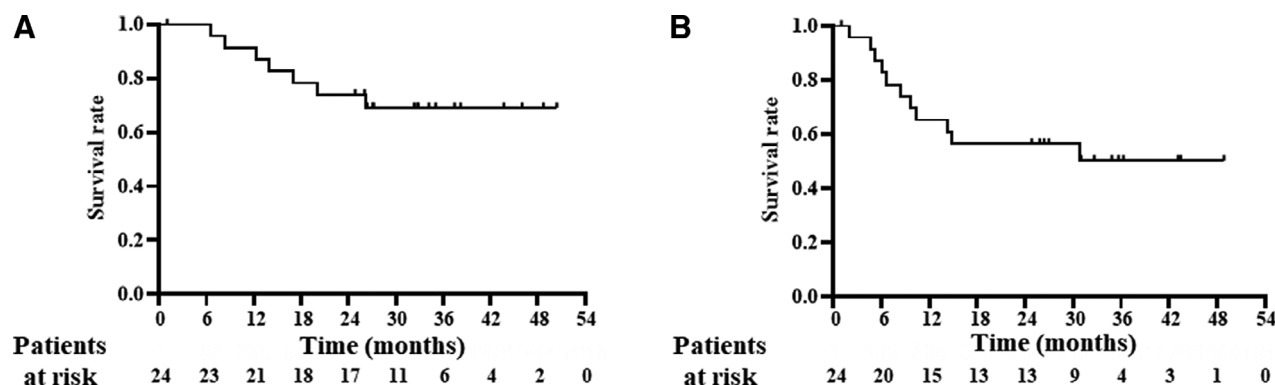 A
1.0
0.8
0.6
0.4
0.2
0.0
Survival rate
0 6 12 18 24 30 36 42 48 54
Time (months)
Patients
at risk
24 23 21 18 17 11 6 4 2 0
B
1.0
0.8
0.6
0.4
0.2
0.0
Survival rate
0 6 12 18 24 30 36 42 48 54
Time (months)
Patients
at risk
24 20 15 13 13 9 4 3 1 0